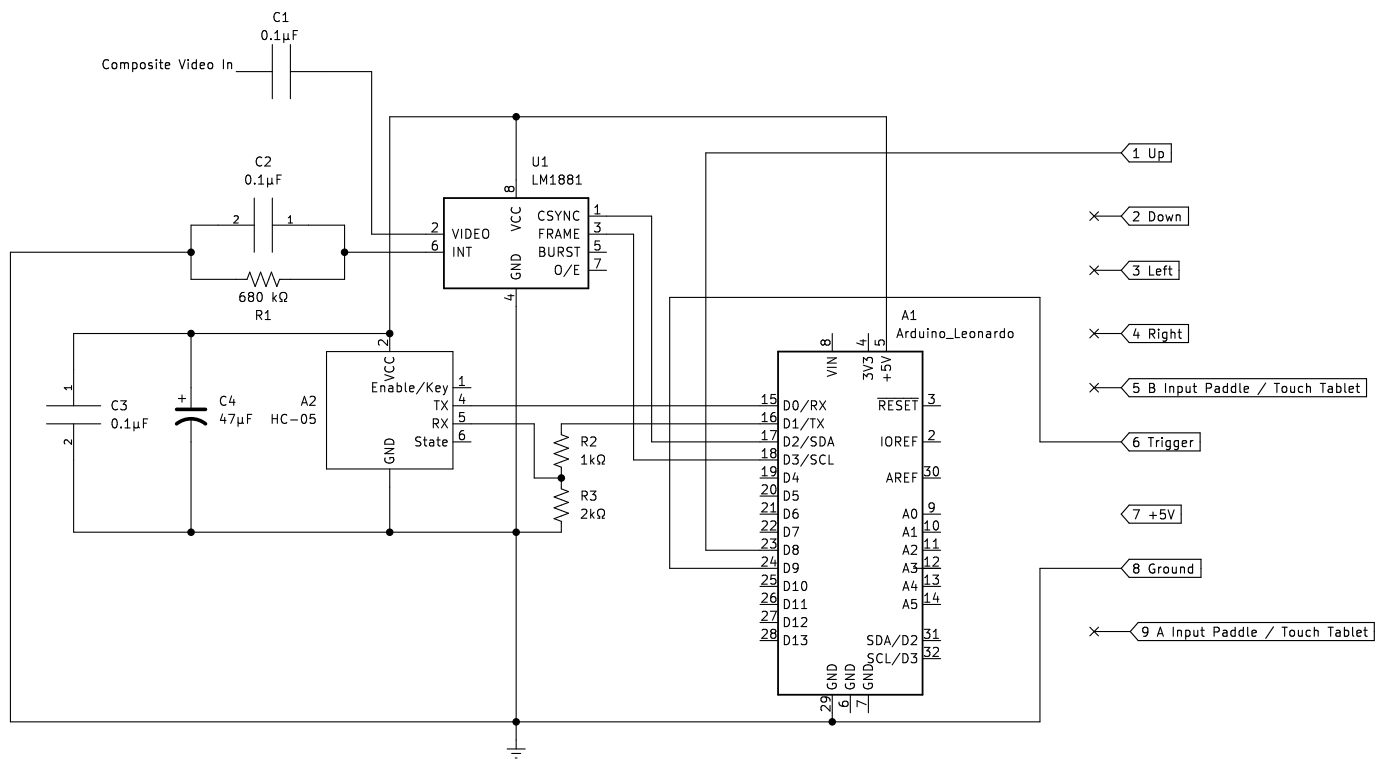 C1
0.1µF
Composite Video In
C2
0.1µF
2
1
680 kΩ
R1
U1
LM1881
8
VCC
2
VIDEO
6
INT
CSYNC
1
FRAME
3
BURST
5
O/E
7
GND
4
1
2
C3
0.1µF
+
C4
47µF
A2
HC-05
2
VCC
Enable/Key
1
TX
4
RX
5
State
6
GND
R2
1kΩ
R3
2kΩ
A1
Arduino_Leonardo
8
VIN
4
3V3
5
+5V
15 D0/RX
16 D1/TX
17 D2/SDA
18 D3/SCL
19 D4
20 D5
21 D6
22 D7
23 D8
24 D9
25 D10
26 D11
27 D12
28 D13
RESET 3
IOREF 2
AREF 30
A0 9
A1 10
A2 11
A3 12
A4 13
A5 14
SDA/D2 31
SCL/D3 32
GND
29
GND
6
GND
7
1 Up
2 Down
3 Left
4 Right
5 B Input Paddle / Touch Tablet
6 Trigger
7 +5V
8 Ground
9 A Input Paddle / Touch Tablet